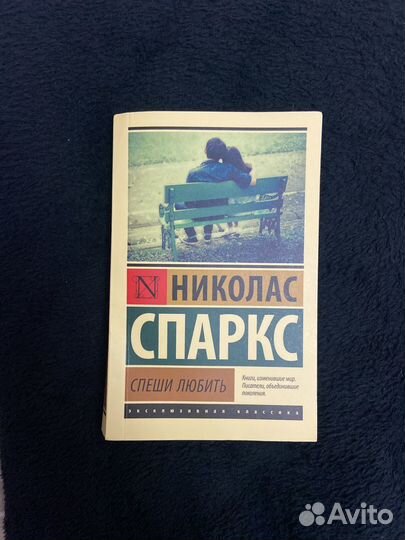 N
НИКОЛАС
СПАРКС
СПЕШИ ЛЮБИТЬ
Книги, изменившие мир.
Писатели, объединившие
поколения.
ЭКСКЛЮЗИВНАЯ КЛАССИКА
Avito